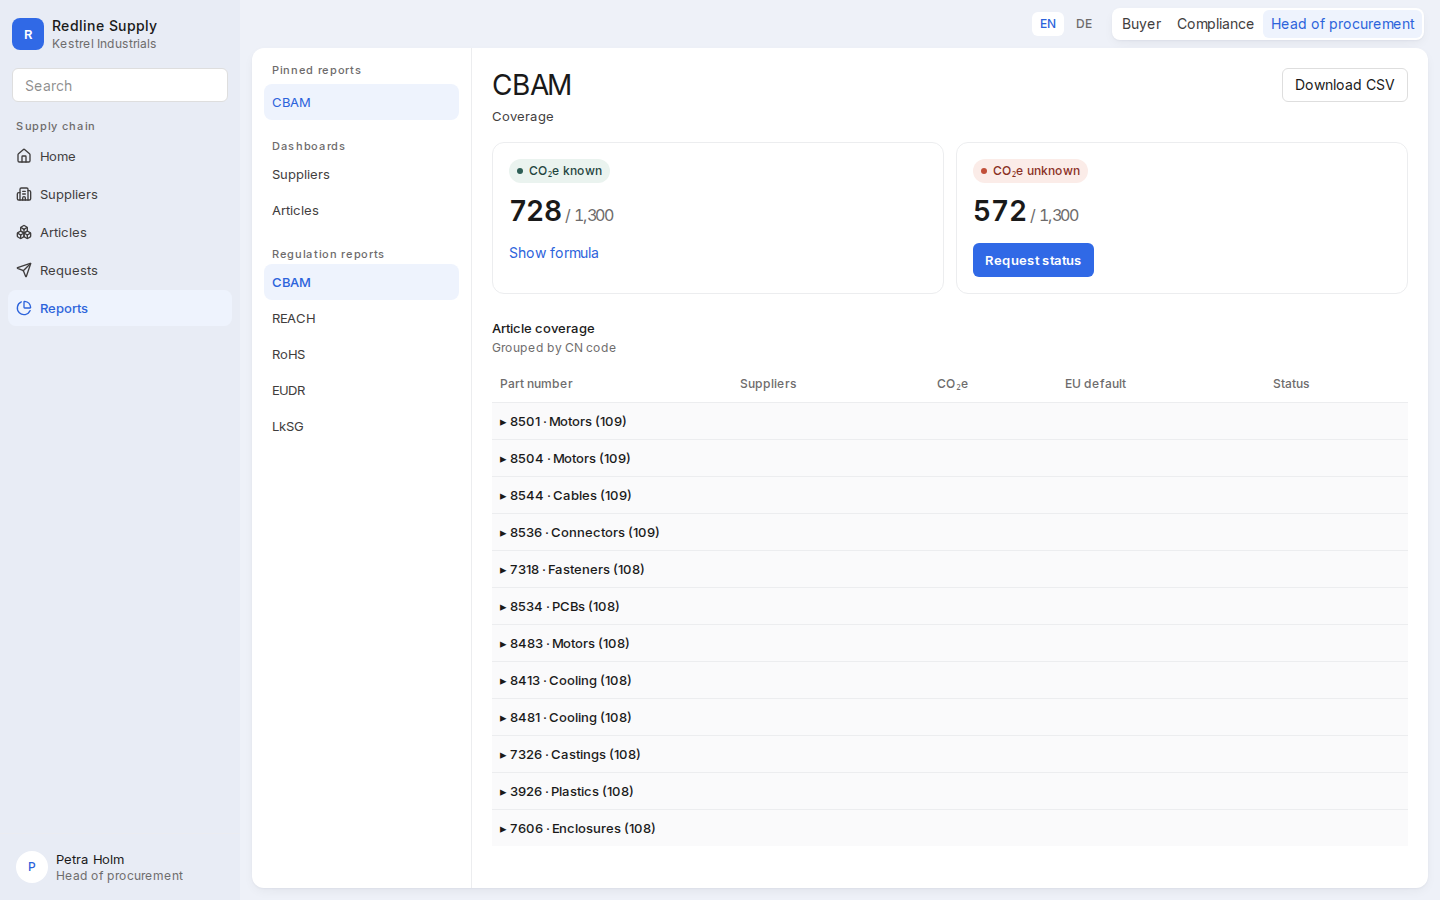 R
Redline Supply
Kestrel Industrials
Search
Supply chain
Home
Suppliers
Articles
Requests
Reports
P
Petra Holm
Head of procurement
EN DE
Buyer Compliance Head of procurement
Pinned reports
CBAM
Dashboards
Suppliers
Articles
Regulation reports
CBAM
REACH
RoHS
EUDR
LkSG
CBAM
Coverage
Download CSV
CO₂e known
728 / 1,300
Show formula
CO₂e unknown
572 / 1,300
Request status
Article coverage
Grouped by CN code
Part number Suppliers CO₂e EU default Status
▸ 8501 · Motors (109)
▸ 8504 · Motors (109)
▸ 8544 · Cables (109)
▸ 8536 · Connectors (109)
▸ 7318 · Fasteners (108)
▸ 8534 · PCBs (108)
▸ 8483 · Motors (108)
▸ 8413 · Cooling (108)
▸ 8481 · Cooling (108)
▸ 7326 · Castings (108)
▸ 3926 · Plastics (108)
▸ 7606 · Enclosures (108)